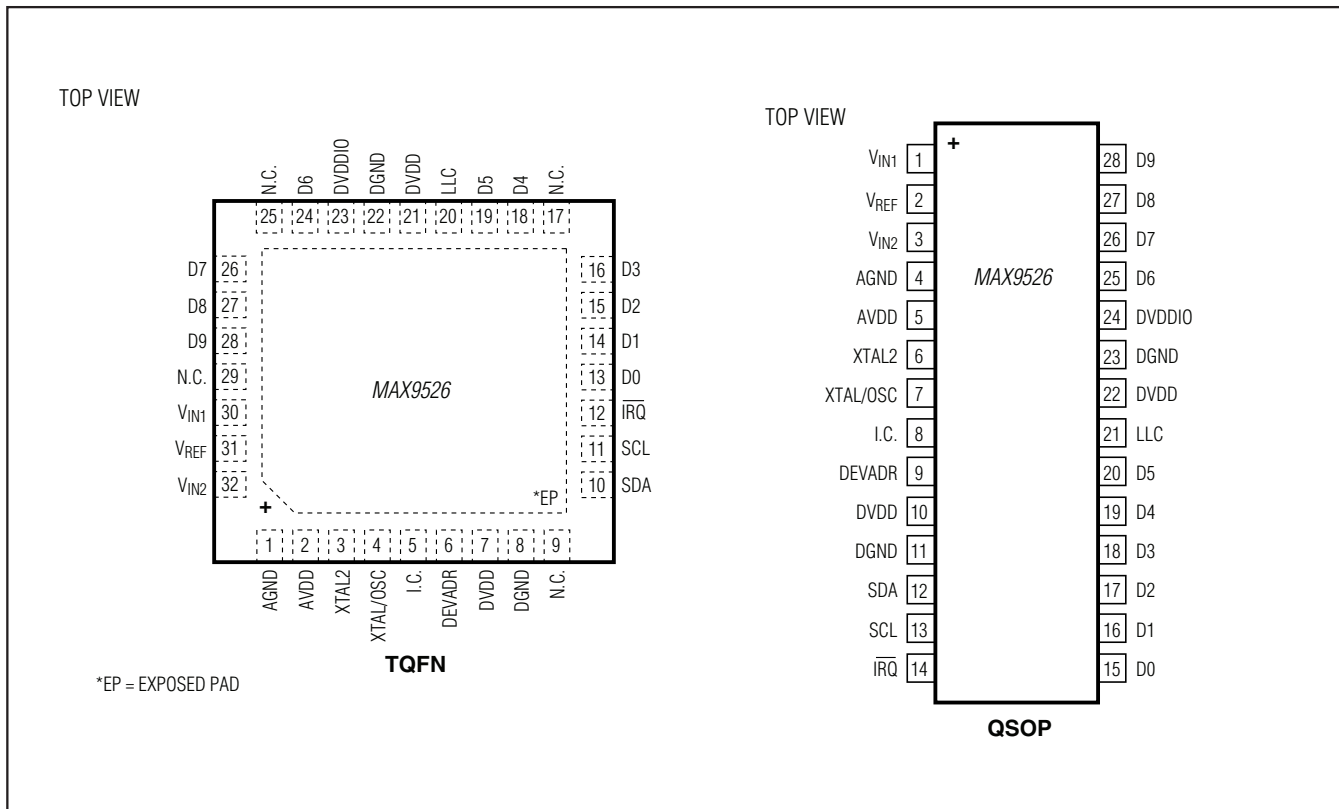 TOP VIEW
N.C. D6 DVDDIO DGND DVDD LLC D5 D4 N.C.
25 24 23 22 21 20 19 18 17
D7 26
D8 27
D9 28
N.C. 29
VIN1 30
VREF 31
VIN2 32
MAX9526
16 D3
15 D2
14 D1
13 D0
12 IRQ
11 SCL
10 SDA
*EP
+
1 2 3 4 5 6 7 8 9
AGND AVDD XTAL2 XTAL/OSC I.C. DEVADR DVDD DGND N.C.
TQFN
*EP = EXPOSED PAD
TOP VIEW
+
MAX9526
VIN1 1
VREF 2
VIN2 3
AGND 4
AVDD 5
XTAL2 6
XTAL/OSC 7
I.C. 8
DEVADR 9
DVDD 10
DGND 11
SDA 12
SCL 13
IRQ 14
28 D9
27 D8
26 D7
25 D6
24 DVDDIO
23 DGND
22 DVDD
21 LLC
20 D5
19 D4
18 D3
17 D2
16 D1
15 D0
QSOP